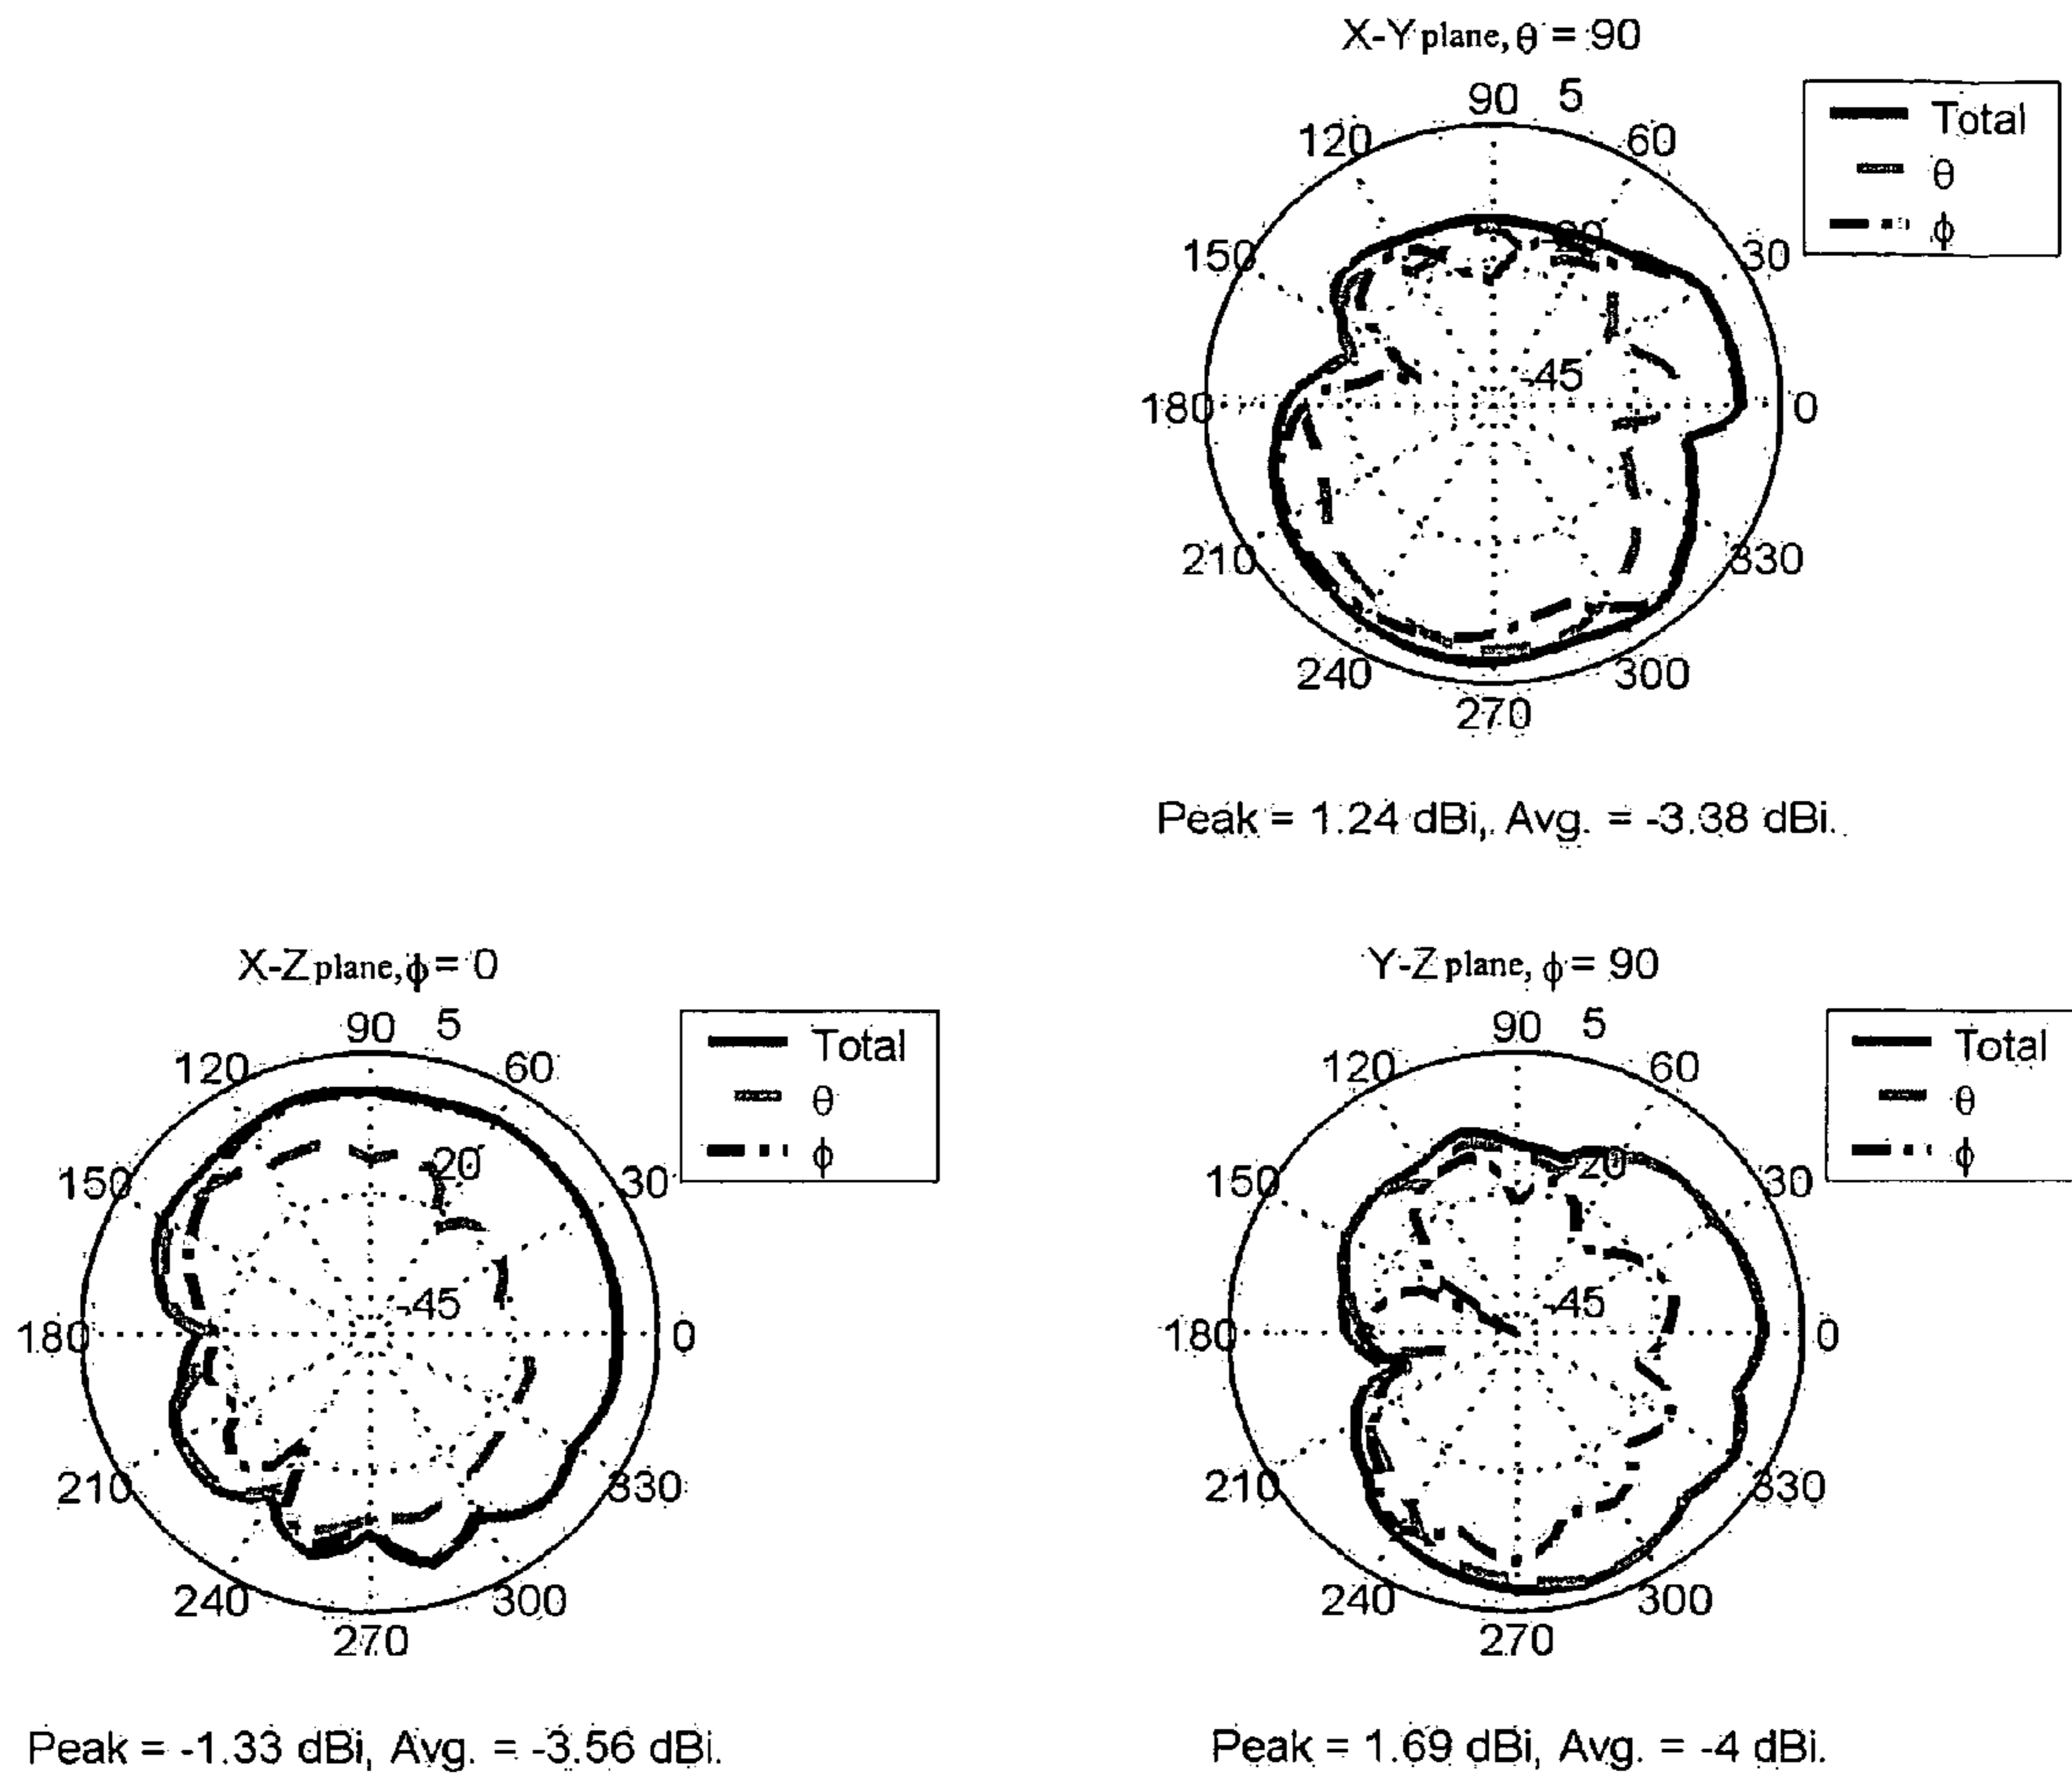 X-Y plane, θ = 90
90 5
120 60
150 30
-20
-45
180 0
210 330
240 300
270
Total
θ
ϕ
Peak = 1.24 dBi, Avg. = -3.38 dBi.
X-Z plane, ϕ = 0
90 5
120 60
150 30
-20
-45
180 0
210 330
240 300
270
Total
θ
ϕ
Peak = -1.33 dBi, Avg. = -3.56 dBi.
Y-Z plane, ϕ = 90
90 5
120 60
150 30
-20
-45
180 0
210 330
240 300
270
Total
θ
ϕ
Peak = 1.69 dBi, Avg. = -4 dBi.